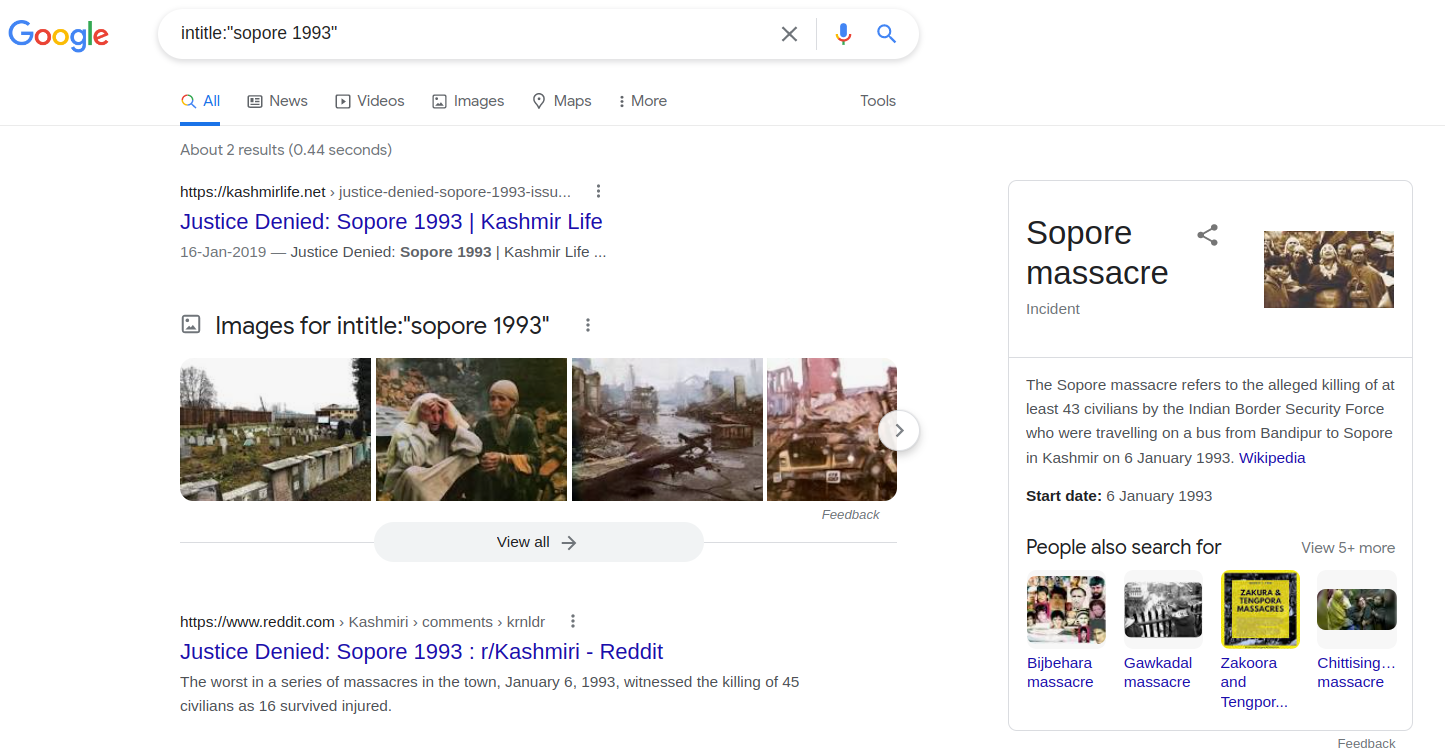 Google
intitle:"sopore 1993"
All News Videos Images Maps More Tools
About 2 results (0.44 seconds)
https://kashmirlife.net › justice-denied-sopore-1993-issu...
Justice Denied: Sopore 1993 | Kashmir Life
16-Jan-2019 — Justice Denied: Sopore 1993 | Kashmir Life ...
Images for intitle:"sopore 1993"
Feedback
View all
https://www.reddit.com › Kashmiri › comments › krnldr
Justice Denied: Sopore 1993 : r/Kashmiri - Reddit
The worst in a series of massacres in the town, January 6, 1993, witnessed the killing of 45
civilians as 16 survived injured.
Sopore
massacre
Incident
The Sopore massacre refers to the alleged killing of at
least 43 civilians by the Indian Border Security Force
who were travelling on a bus from Bandipur to Sopore
in Kashmir on 6 January 1993. Wikipedia
Start date: 6 January 1993
People also search for
View 5+ more
ZAKURA &
TENGPORA
MASSACRES
Bijbehara
massacre
Gawkadal
massacre
Zakoora
and
Tengpor...
Chittising...
massacre
Feedback